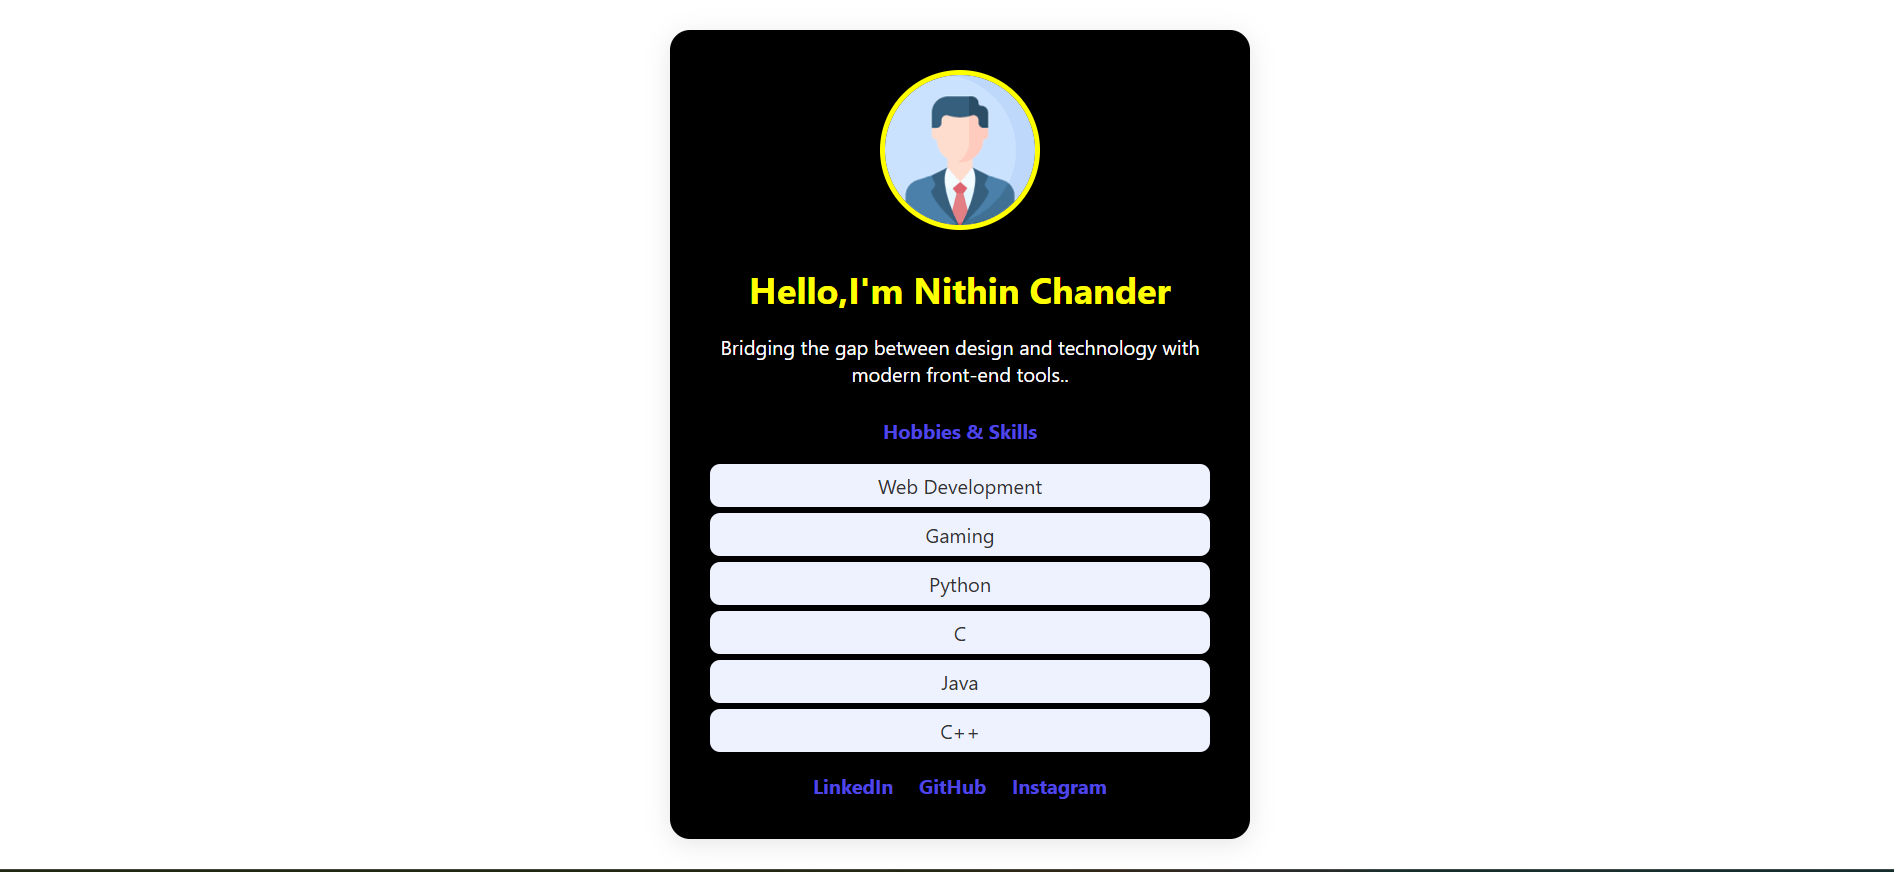 Hello,I'm Nithin Chander
Bridging the gap between design and technology with
modern front-end tools..
Hobbies & Skills
Web Development
Gaming
Python
C
Java
C++
LinkedIn GitHub Instagram